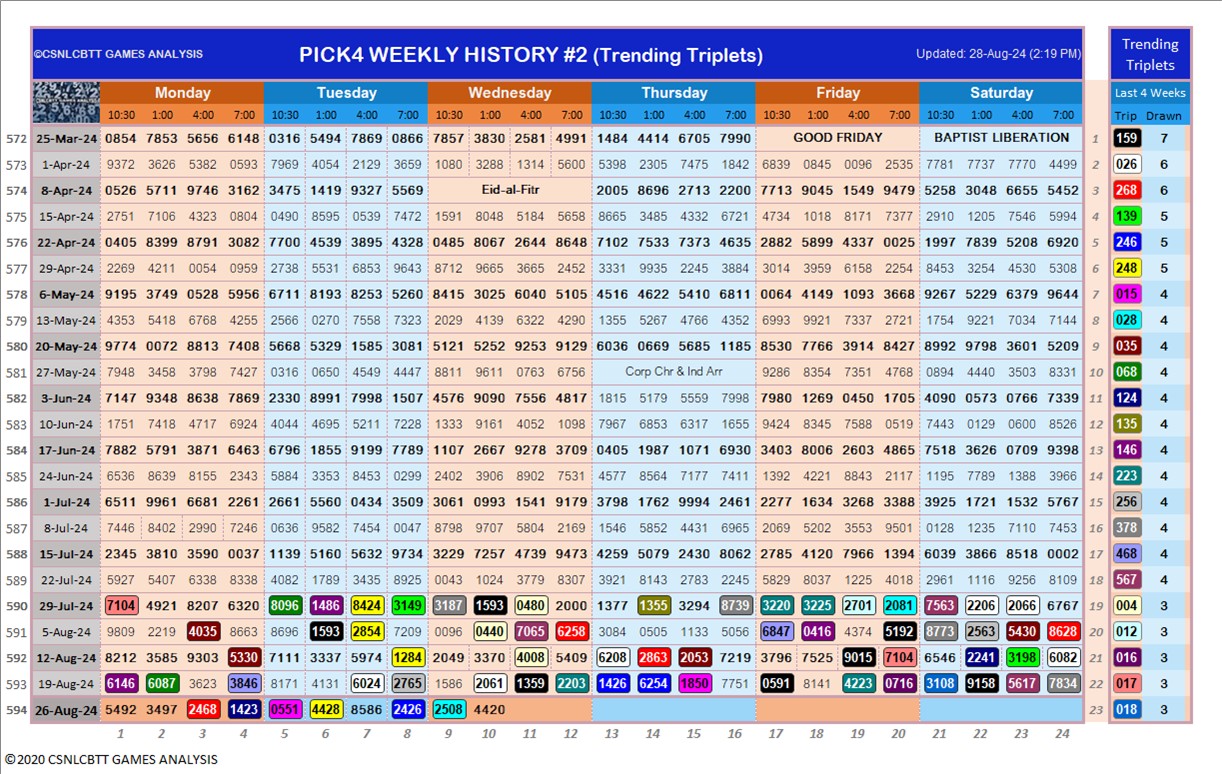 ©CSNLCBTT GAMES ANALYSIS PICK4 WEEKLY HISTORY #2 (Trending Triplets) Updated: 28-Aug-24 (2:19 PM)
Trending Triplets
Monday Tuesday Wednesday Thursday Friday Saturday Last 4 Weeks
10:30 1:00 4:00 7:00 10:30 1:00 4:00 7:00 10:30 1:00 4:00 7:00 10:30 1:00 4:00 7:00 10:30 1:00 4:00 7:00 10:30 1:00 4:00 7:00 Trip Drawn
572 25-Mar-24 0854 7853 5656 6148 0316 5494 7869 0866 7857 3830 2581 4991 1484 4414 6705 7990 GOOD FRIDAY BAPTIST LIBERATION 1 159 7
573 1-Apr-24 9372 3626 5382 0593 7969 4054 2129 3659 1080 3288 1314 5600 5398 2305 7475 1842 6839 0845 0096 2535 7781 7737 7770 4499 2 026 6
574 8-Apr-24 0526 5711 9746 3162 3475 1419 9327 5569 Eid-al-Fitr 2005 8696 2713 2200 7713 9045 1549 9479 5258 3048 6655 5452 3 268 6
575 15-Apr-24 2751 7106 4323 0804 0490 8595 0539 7472 1591 8048 5184 5658 8665 3485 4332 6721 4734 1018 8171 7377 2910 1205 7546 5994 4 139 5
576 22-Apr-24 0405 8399 8791 3082 7700 4539 3895 4328 0485 8067 2644 8648 7102 7533 7373 4635 2882 5899 4337 0025 1997 7839 5208 6920 5 246 5
577 29-Apr-24 2269 4211 0054 0959 2738 5531 6853 9643 8712 9665 3665 2452 3331 9935 2245 3884 3014 3959 6158 2254 8453 3254 4530 5308 6 248 5
578 6-May-24 9195 3749 0528 5956 6711 8193 8253 5260 8415 3025 6040 5105 4516 4622 5410 6811 0064 4149 1093 3668 9267 5229 6379 9644 7 015 4
579 13-May-24 4353 5418 6768 4255 2566 0270 7558 7323 2029 4139 6322 4290 1355 5267 4766 4352 6993 9921 7337 2721 1754 9221 7034 7144 8 028 4
580 20-May-24 9774 0072 8813 7408 5668 5329 1585 3081 5121 5252 9253 9129 6036 0669 5685 1185 8530 7766 3914 8427 8992 9798 3601 5209 9 035 4
581 27-May-24 7948 3458 3798 7427 0316 0650 4549 4447 8811 9611 0763 6756 Corp Chr & Ind Arr 9286 8354 7351 4768 0894 4440 3503 8331 10 068 4
582 3-Jun-24 7147 9348 8638 7869 2330 8991 7998 1507 4576 9090 7556 4817 1815 5179 5559 7998 7980 1269 0450 1705 4090 0573 0766 7339 11 124 4
583 10-Jun-24 1751 7418 4717 6924 4044 4695 5211 7228 1333 9161 4052 1098 7967 6853 6317 1655 9424 8345 7588 0519 7443 0129 0600 8526 12 135 4
584 17-Jun-24 7882 5791 3871 6463 6796 1855 9199 7789 1107 2667 9278 3709 0405 1987 1071 6930 3403 8006 2603 4865 7518 3626 0709 9398 13 146 4
585 24-Jun-24 6536 8639 8155 2343 5884 3353 8453 0299 2402 3906 8902 7531 4577 8564 7177 7411 1392 4221 8843 2117 1195 7789 1388 3966 14 223 4
586 1-Jul-24 6511 9961 6681 2261 2661 5560 0434 3509 3061 0993 1541 9179 3798 1762 9994 2461 2277 1634 3268 3388 3925 1721 1532 5767 15 256 4
587 8-Jul-24 7446 8402 2990 7246 0636 9582 7454 0047 8798 9707 5804 2169 1546 5852 4431 6965 2069 5202 3553 9501 0128 1235 7110 7453 16 378 4
588 15-Jul-24 2345 3810 3590 0037 1139 5160 5632 9734 3229 7257 4739 9473 4259 5079 2430 8062 2785 4120 7966 1394 6039 3866 8518 0002 17 468 4
589 22-Jul-24 5927 5407 6338 8338 4082 1789 3435 8925 0043 1024 3779 8307 3921 8143 2783 2245 5829 8037 1225 4018 2961 1116 9256 8109 18 567 4
590 29-Jul-24 7104 4921 8207 6320 8096 1486 8424 3149 3187 1593 0480 2000 1377 1355 3294 8739 3220 3225 2701 2081 7563 2206 2066 6767 19 004 3
591 5-Aug-24 9809 2219 4035 8663 8696 1593 2854 7209 0096 0440 7065 6258 3084 0505 1133 5056 6847 0416 4374 5192 8773 2563 5430 8628 20 012 3
592 12-Aug-24 8212 3585 9303 5330 7111 3337 5974 1284 2049 3370 4008 5409 6208 2863 2053 7219 3796 7525 9015 7104 6546 2241 3198 6082 21 016 3
593 19-Aug-24 6146 6087 3623 3846 8171 4131 6024 2765 1586 2061 1359 2203 1426 6254 1850 7751 0591 8141 4223 0716 3108 9158 5617 7834 22 017 3
594 26-Aug-24 5492 3497 2468 1423 0551 4428 8586 2426 2508 4420 23 018 3
1 2 3 4 5 6 7 8 9 10 11 12 13 14 15 16 17 18 19 20 21 22 23 24
©2020 CSNLCBTT GAMES ANALYSIS